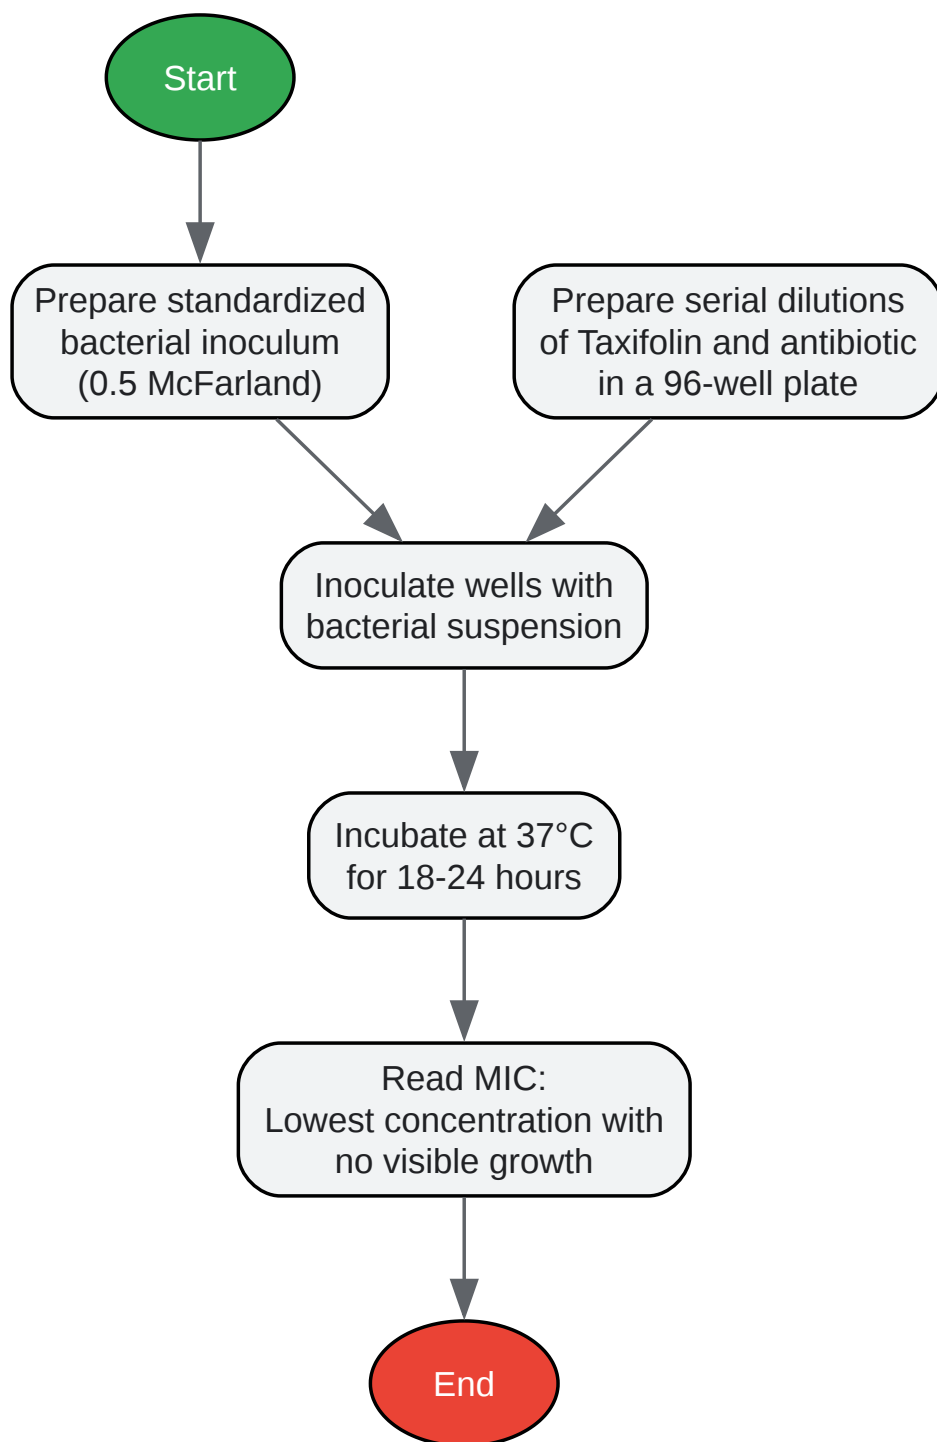 Start
Prepare standardized
bacterial inoculum
(0.5 McFarland)
Prepare serial dilutions
of Taxifolin and antibiotic
in a 96-well plate
Inoculate wells with
bacterial suspension
Incubate at 37°C
for 18-24 hours
Read MIC:
Lowest concentration with
no visible growth
End